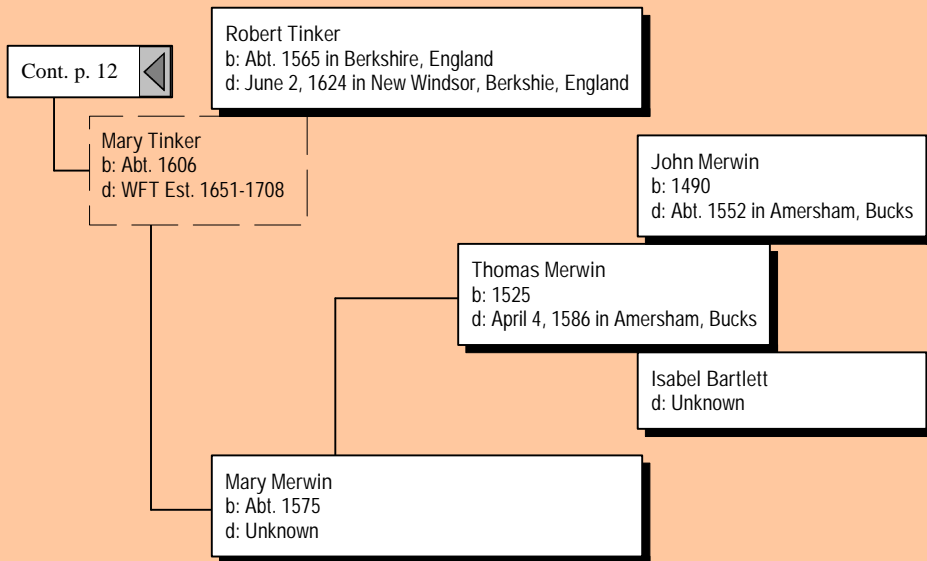 Robert Tinker
b: Abt. 1565 in Berkshire, England
d: June 2, 1624 in New Windsor, Berkshie, England
Cont. p. 12
Mary Tinker
b: Abt. 1606
d: WFT Est. 1651-1708
John Merwin
b: 1490
d: Abt. 1552 in Amersham, Bucks
Thomas Merwin
b: 1525
d: April 4, 1586 in Amersham, Bucks
Isabel Bartlett
d: Unknown
Mary Merwin
b: Abt. 1575
d: Unknown